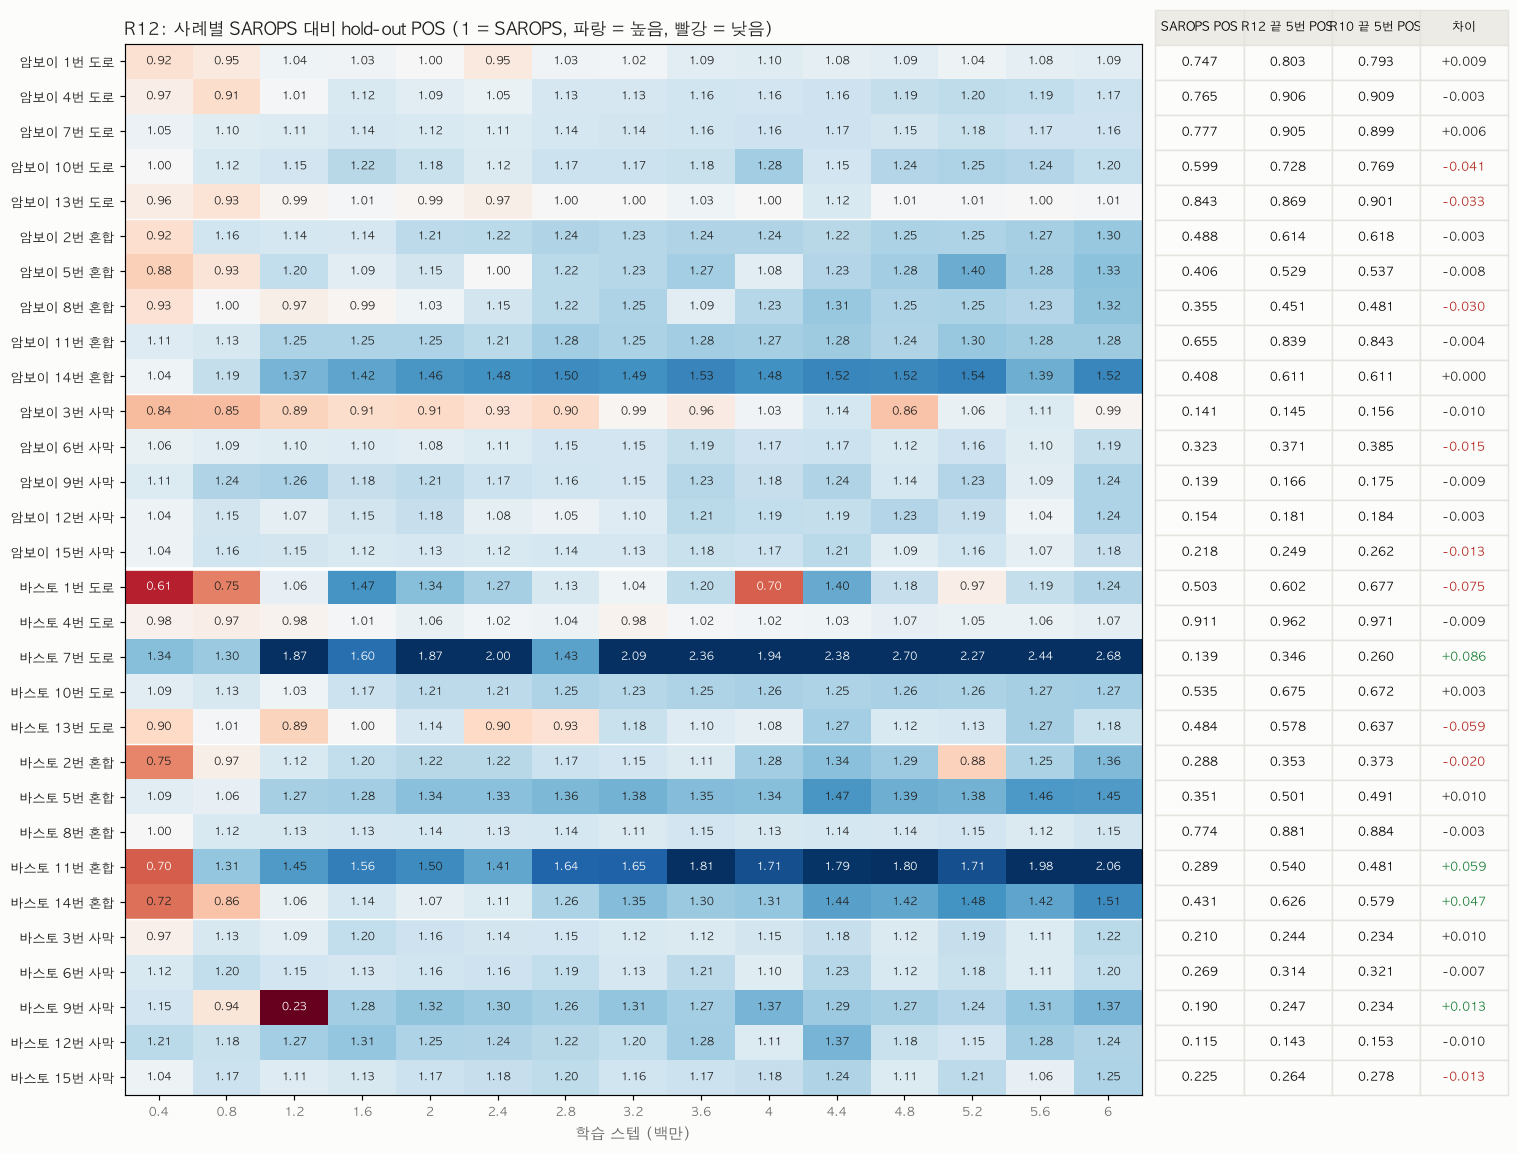 R12: 사례별 SAROPS 대비 hold-out POS (1 = SAROPS, 파랑 = 높음, 빨강 = 낮음)
SAROPS POS R12 끝 5번 POS R10 끝 5번 POS 차이
암보이 1번 도로 0.92 0.95 1.04 1.03 1.00 0.95 1.03 1.02 1.09 1.10 1.08 1.09 1.04 1.08 1.09 0.747 0.803 0.793 +0.009
암보이 4번 도로 0.97 0.91 1.01 1.12 1.09 1.05 1.13 1.13 1.16 1.16 1.16 1.19 1.20 1.19 1.17 0.765 0.906 0.909 -0.003
암보이 7번 도로 1.05 1.10 1.11 1.14 1.12 1.11 1.14 1.14 1.16 1.16 1.17 1.15 1.18 1.17 1.16 0.777 0.905 0.899 +0.006
암보이 10번 도로 1.00 1.12 1.15 1.22 1.18 1.12 1.17 1.17 1.18 1.28 1.15 1.24 1.25 1.24 1.20 0.599 0.728 0.769 -0.041
암보이 13번 도로 0.96 0.93 0.99 1.01 0.99 0.97 1.00 1.00 1.03 1.00 1.12 1.01 1.01 1.00 1.01 0.843 0.869 0.901 -0.033
암보이 2번 혼합 0.92 1.16 1.14 1.14 1.21 1.22 1.24 1.23 1.24 1.24 1.22 1.25 1.25 1.27 1.30 0.488 0.614 0.618 -0.003
암보이 5번 혼합 0.88 0.93 1.20 1.09 1.15 1.00 1.22 1.23 1.27 1.08 1.23 1.28 1.40 1.28 1.33 0.406 0.529 0.537 -0.008
암보이 8번 혼합 0.93 1.00 0.97 0.99 1.03 1.15 1.22 1.25 1.09 1.23 1.31 1.25 1.25 1.23 1.32 0.355 0.451 0.481 -0.030
암보이 11번 혼합 1.11 1.13 1.25 1.25 1.25 1.21 1.28 1.25 1.28 1.27 1.28 1.24 1.30 1.28 1.28 0.655 0.839 0.843 -0.004
암보이 14번 혼합 1.04 1.19 1.37 1.42 1.46 1.48 1.50 1.49 1.53 1.48 1.52 1.52 1.54 1.39 1.52 0.408 0.611 0.611 +0.000
암보이 3번 사막 0.84 0.85 0.89 0.91 0.91 0.93 0.90 0.99 0.96 1.03 1.14 0.86 1.06 1.11 0.99 0.141 0.145 0.156 -0.010
암보이 6번 사막 1.06 1.09 1.10 1.10 1.08 1.11 1.15 1.15 1.19 1.17 1.17 1.12 1.16 1.10 1.19 0.323 0.371 0.385 -0.015
암보이 9번 사막 1.11 1.24 1.26 1.18 1.21 1.17 1.16 1.15 1.23 1.18 1.24 1.14 1.23 1.09 1.24 0.139 0.166 0.175 -0.009
암보이 12번 사막 1.04 1.15 1.07 1.15 1.18 1.08 1.05 1.10 1.21 1.19 1.19 1.23 1.19 1.04 1.24 0.154 0.181 0.184 -0.003
암보이 15번 사막 1.04 1.16 1.15 1.12 1.13 1.12 1.14 1.13 1.18 1.17 1.21 1.09 1.16 1.07 1.18 0.218 0.249 0.262 -0.013
바스토 1번 도로 0.61 0.75 1.06 1.47 1.34 1.27 1.13 1.04 1.20 0.70 1.40 1.18 0.97 1.19 1.24 0.503 0.602 0.677 -0.075
바스토 4번 도로 0.98 0.97 0.98 1.01 1.06 1.02 1.04 0.98 1.02 1.02 1.03 1.07 1.05 1.06 1.07 0.911 0.962 0.971 -0.009
바스토 7번 도로 1.34 1.30 1.87 1.60 1.87 2.00 1.43 2.09 2.36 1.94 2.38 2.70 2.27 2.44 2.68 0.139 0.346 0.260 +0.086
바스토 10번 도로 1.09 1.13 1.03 1.17 1.21 1.21 1.25 1.23 1.25 1.26 1.25 1.26 1.26 1.27 1.27 0.535 0.675 0.672 +0.003
바스토 13번 도로 0.90 1.01 0.89 1.00 1.14 0.90 0.93 1.18 1.10 1.08 1.27 1.12 1.13 1.27 1.18 0.484 0.578 0.637 -0.059
바스토 2번 혼합 0.75 0.97 1.12 1.20 1.22 1.22 1.17 1.15 1.11 1.28 1.34 1.29 0.88 1.25 1.36 0.288 0.353 0.373 -0.020
바스토 5번 혼합 1.09 1.06 1.27 1.28 1.34 1.33 1.36 1.38 1.35 1.34 1.47 1.39 1.38 1.46 1.45 0.351 0.501 0.491 +0.010
바스토 8번 혼합 1.00 1.12 1.13 1.13 1.14 1.13 1.14 1.11 1.15 1.13 1.14 1.14 1.15 1.12 1.15 0.774 0.881 0.884 -0.003
바스토 11번 혼합 0.70 1.31 1.45 1.56 1.50 1.41 1.64 1.65 1.81 1.71 1.79 1.80 1.71 1.98 2.06 0.289 0.540 0.481 +0.059
바스토 14번 혼합 0.72 0.86 1.06 1.14 1.07 1.11 1.26 1.35 1.30 1.31 1.44 1.42 1.48 1.42 1.51 0.431 0.626 0.579 +0.047
바스토 3번 사막 0.97 1.13 1.09 1.20 1.16 1.14 1.15 1.12 1.12 1.15 1.18 1.12 1.19 1.11 1.22 0.210 0.244 0.234 +0.010
바스토 6번 사막 1.12 1.20 1.15 1.13 1.16 1.16 1.19 1.13 1.21 1.10 1.23 1.12 1.18 1.11 1.20 0.269 0.314 0.321 -0.007
바스토 9번 사막 1.15 0.94 0.23 1.28 1.32 1.30 1.26 1.31 1.27 1.37 1.29 1.27 1.24 1.31 1.37 0.190 0.247 0.234 +0.013
바스토 12번 사막 1.21 1.18 1.27 1.31 1.25 1.24 1.22 1.20 1.28 1.11 1.37 1.18 1.15 1.28 1.24 0.115 0.143 0.153 -0.010
바스토 15번 사막 1.04 1.17 1.11 1.13 1.17 1.18 1.20 1.16 1.17 1.18 1.24 1.11 1.21 1.06 1.25 0.225 0.264 0.278 -0.013
0.4 0.8 1.2 1.6 2 2.4 2.8 3.2 3.6 4 4.4 4.8 5.2 5.6 6
학습 스텝 (백만)